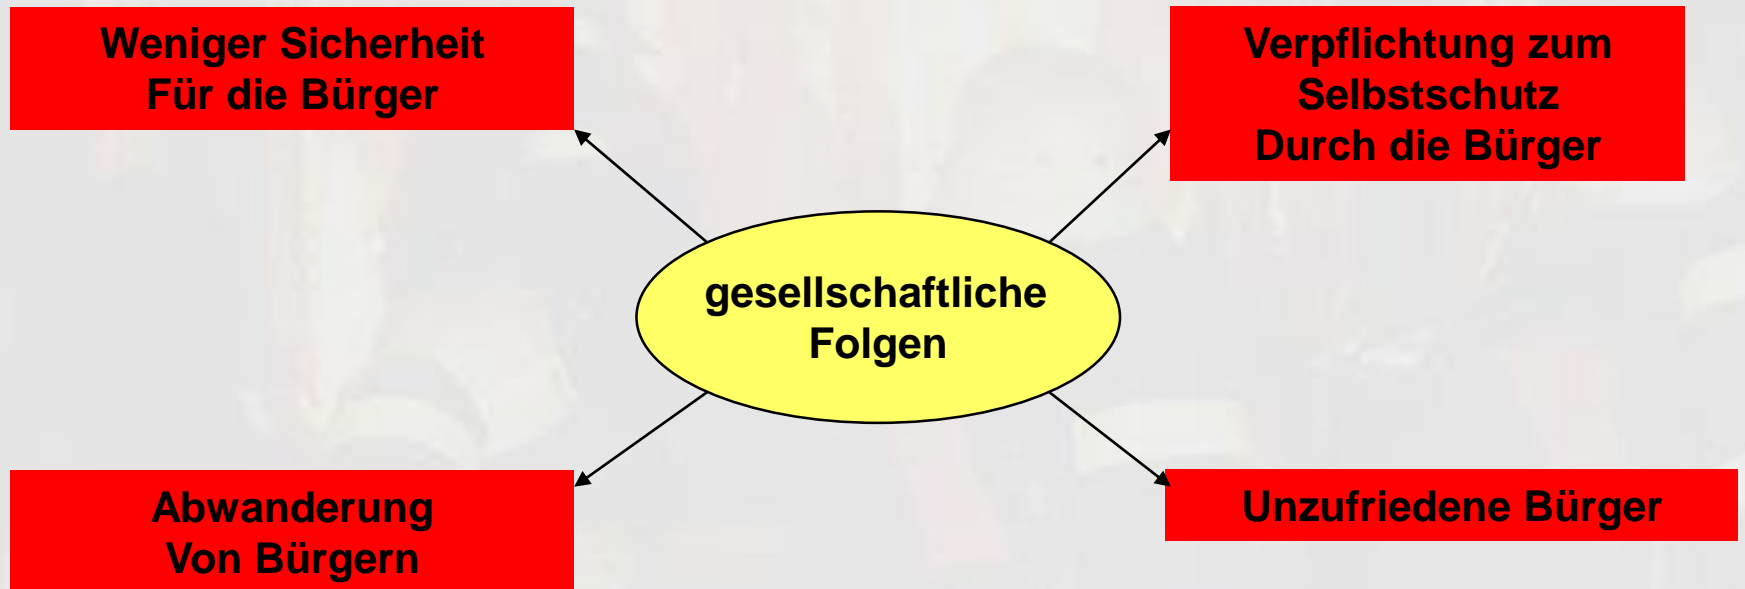 Weniger Sicherheit
Für die Bürger
Verpflichtung zum
Selbstschutz
Durch die Bürger
gesellschaftliche
Folgen
Abwanderung
Von Bürgern
Unzufriedene Bürger